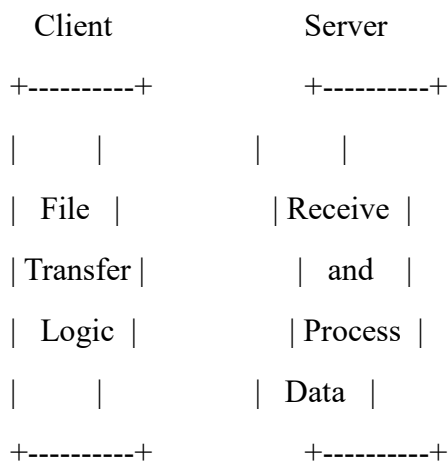 Client Server
+----------+ +----------+
| | | |
| File | | Receive |
| Transfer | | and |
| Logic | | Process |
| | | Data |
+----------+ +----------+